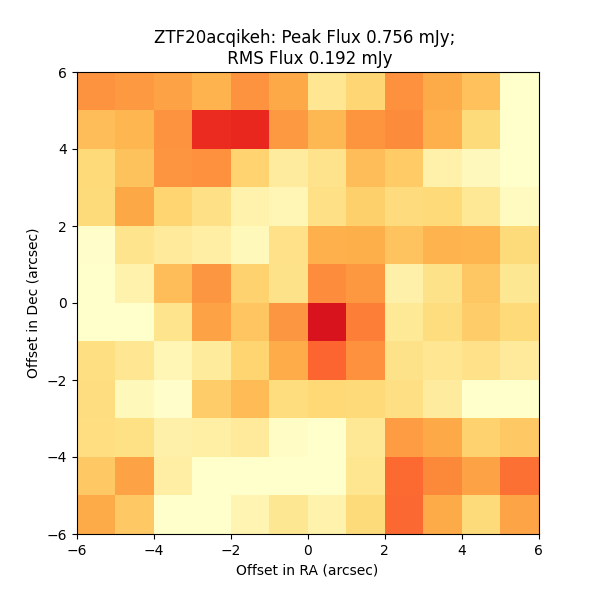 ZTF20acqikeh: Peak Flux 0.756 mJy;
RMS Flux 0.192 mJy
6
4
2
0
−2
−4
−6
Offset in Dec (arcsec)
−6 −4 −2 0 2 4 6
Offset in RA (arcsec)